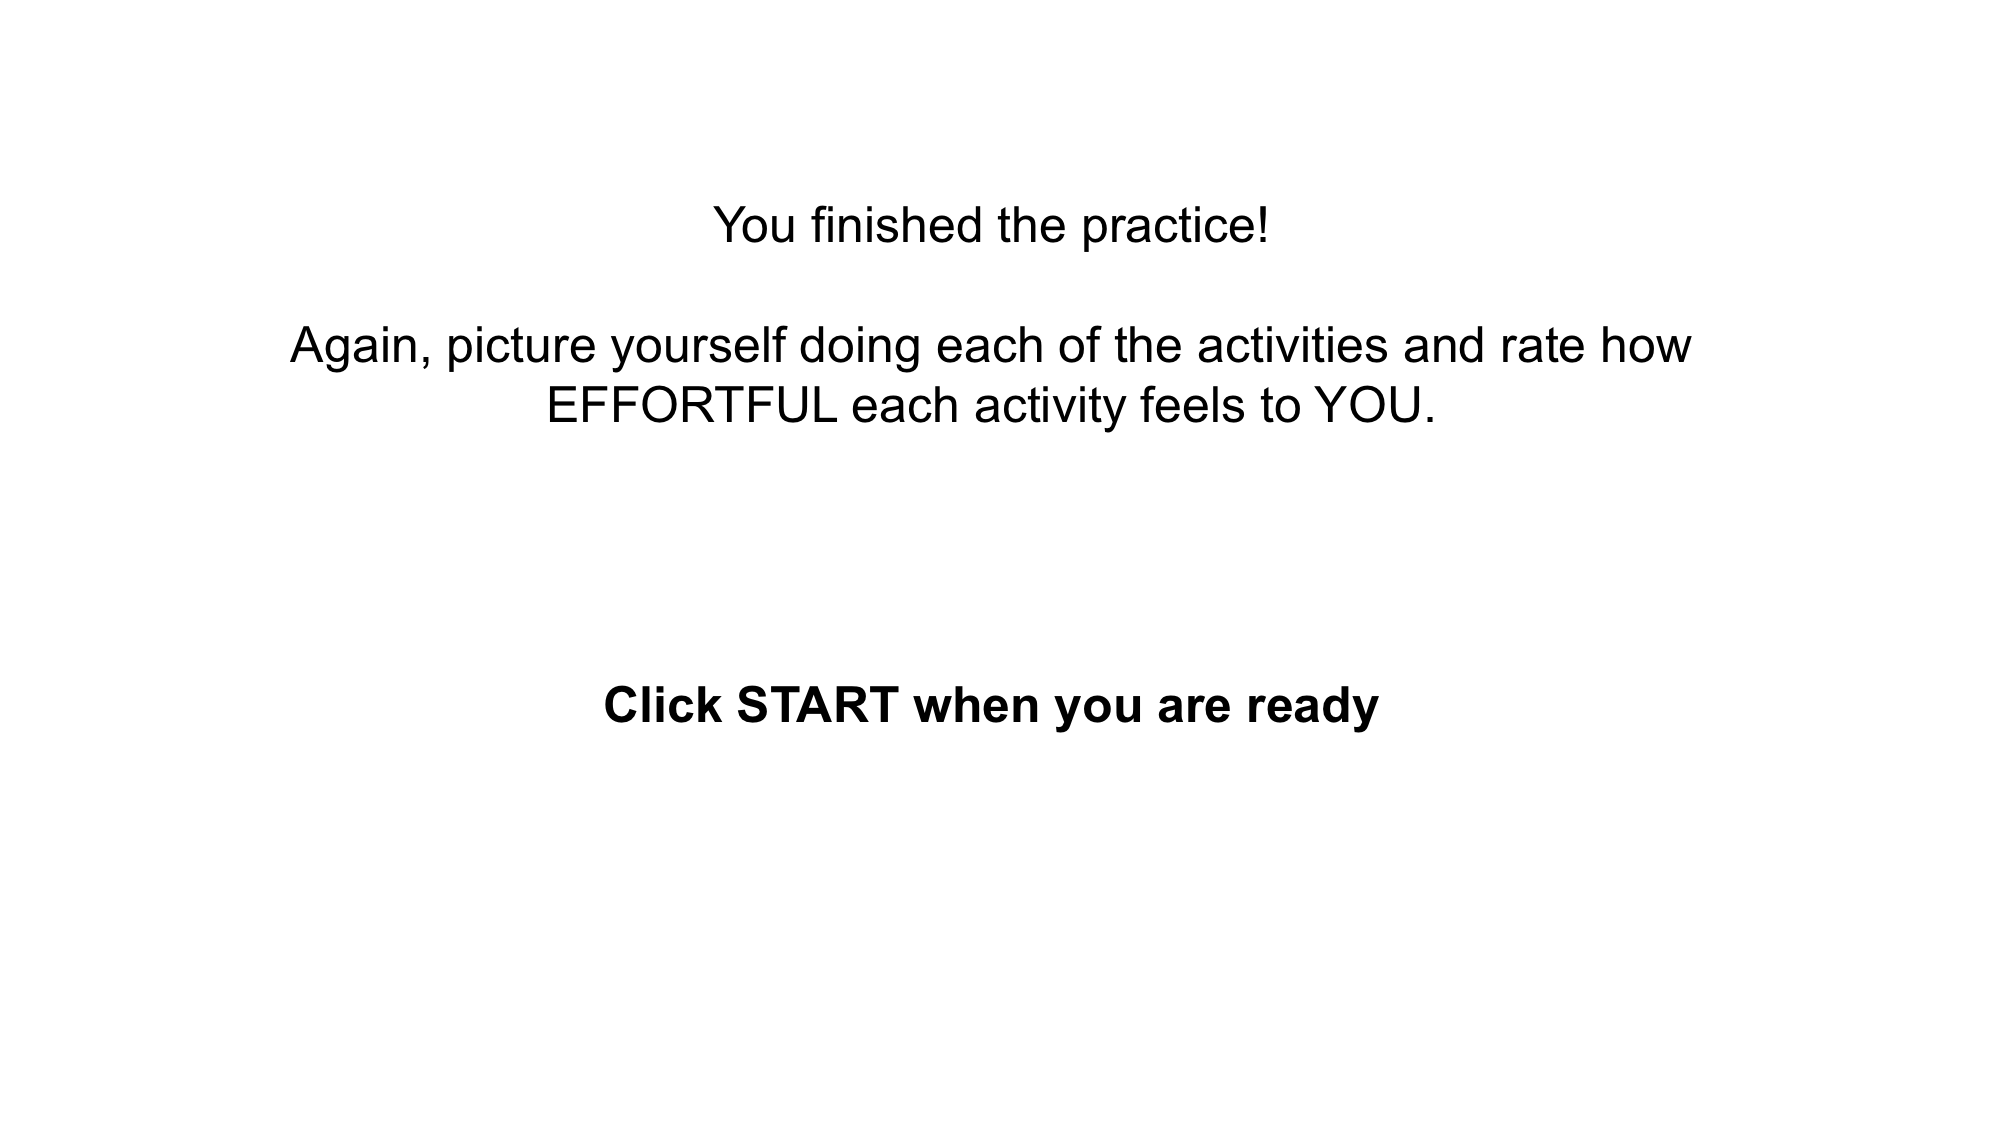 You finished the practice!
Again, picture yourself doing each of the activities and rate how
EFFORTFUL each activity feels to YOU.
Click START when you are ready